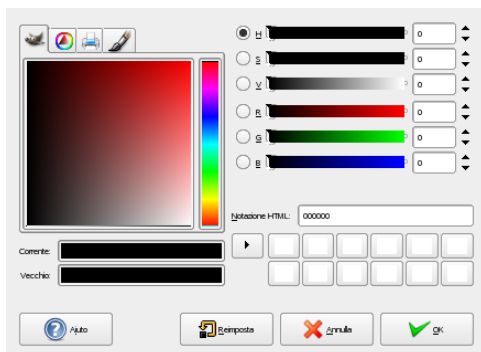 H 0
S 0
V 0
R 0
G 0
B 0
Notazione HTML: 000000
Corrente:
Vecchio:
Aiuto Reimposta Annulla OK